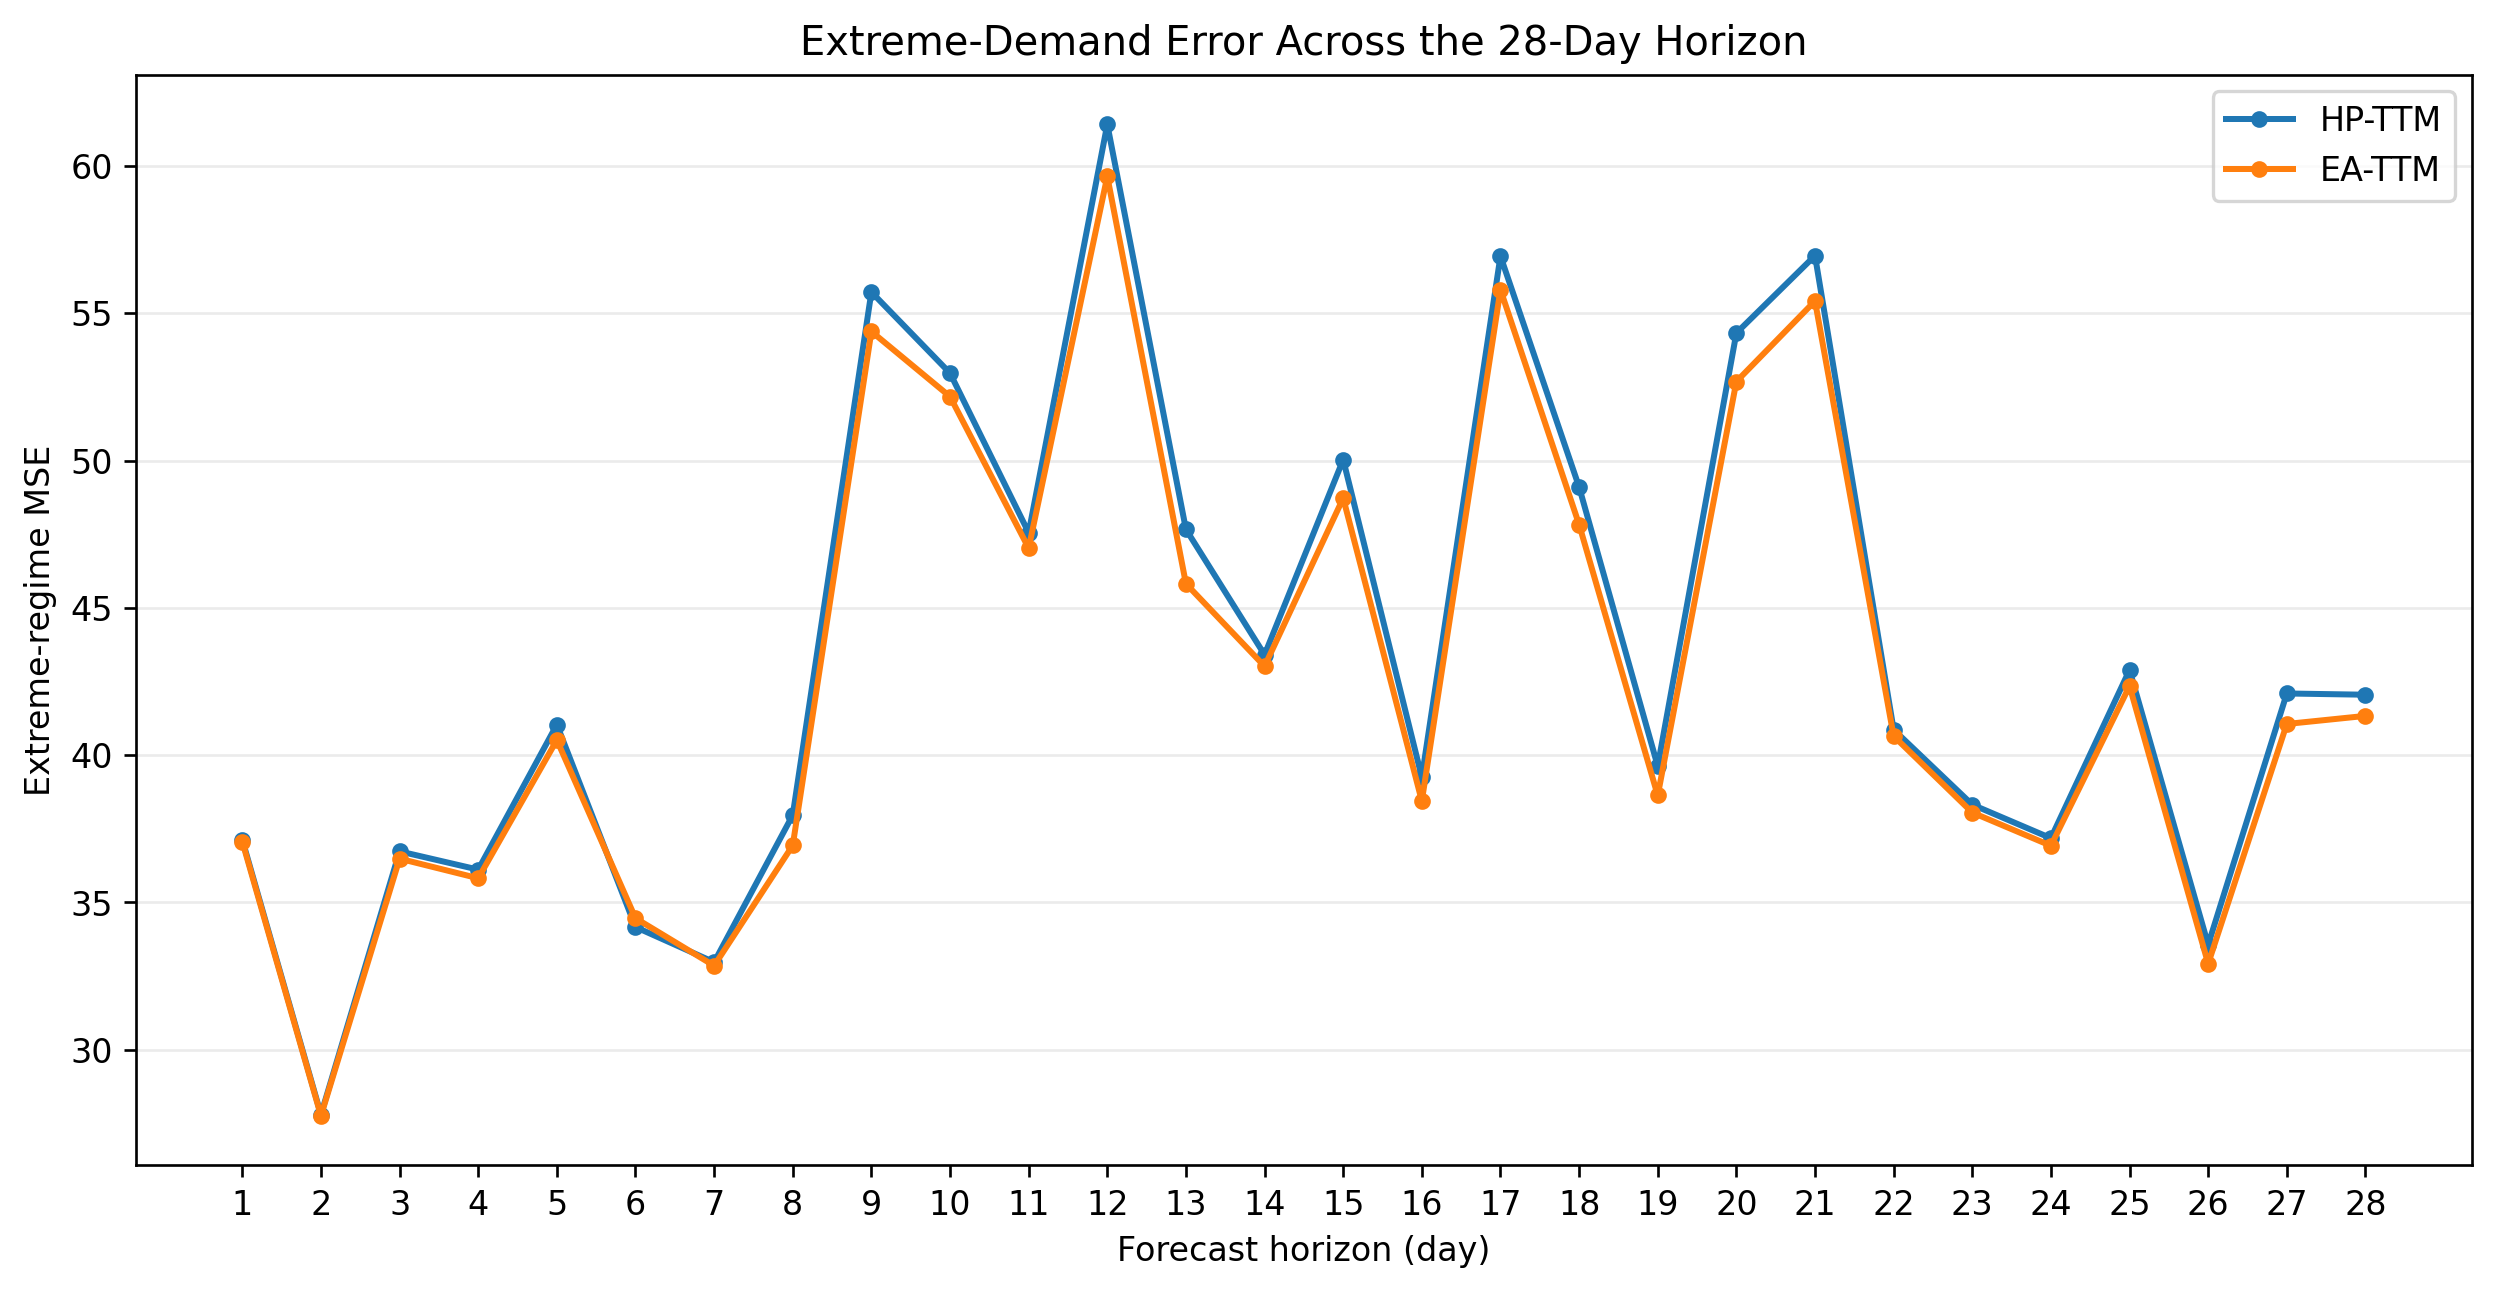 Extreme-Demand Error Across the 28-Day Horizon
HP-TTM
EA-TTM
Extreme-regime MSE
60
55
50
45
40
35
30
1 2 3 4 5 6 7 8 9 10 11 12 13 14 15 16 17 18 19 20 21 22 23 24 25 26 27 28
Forecast horizon (day)